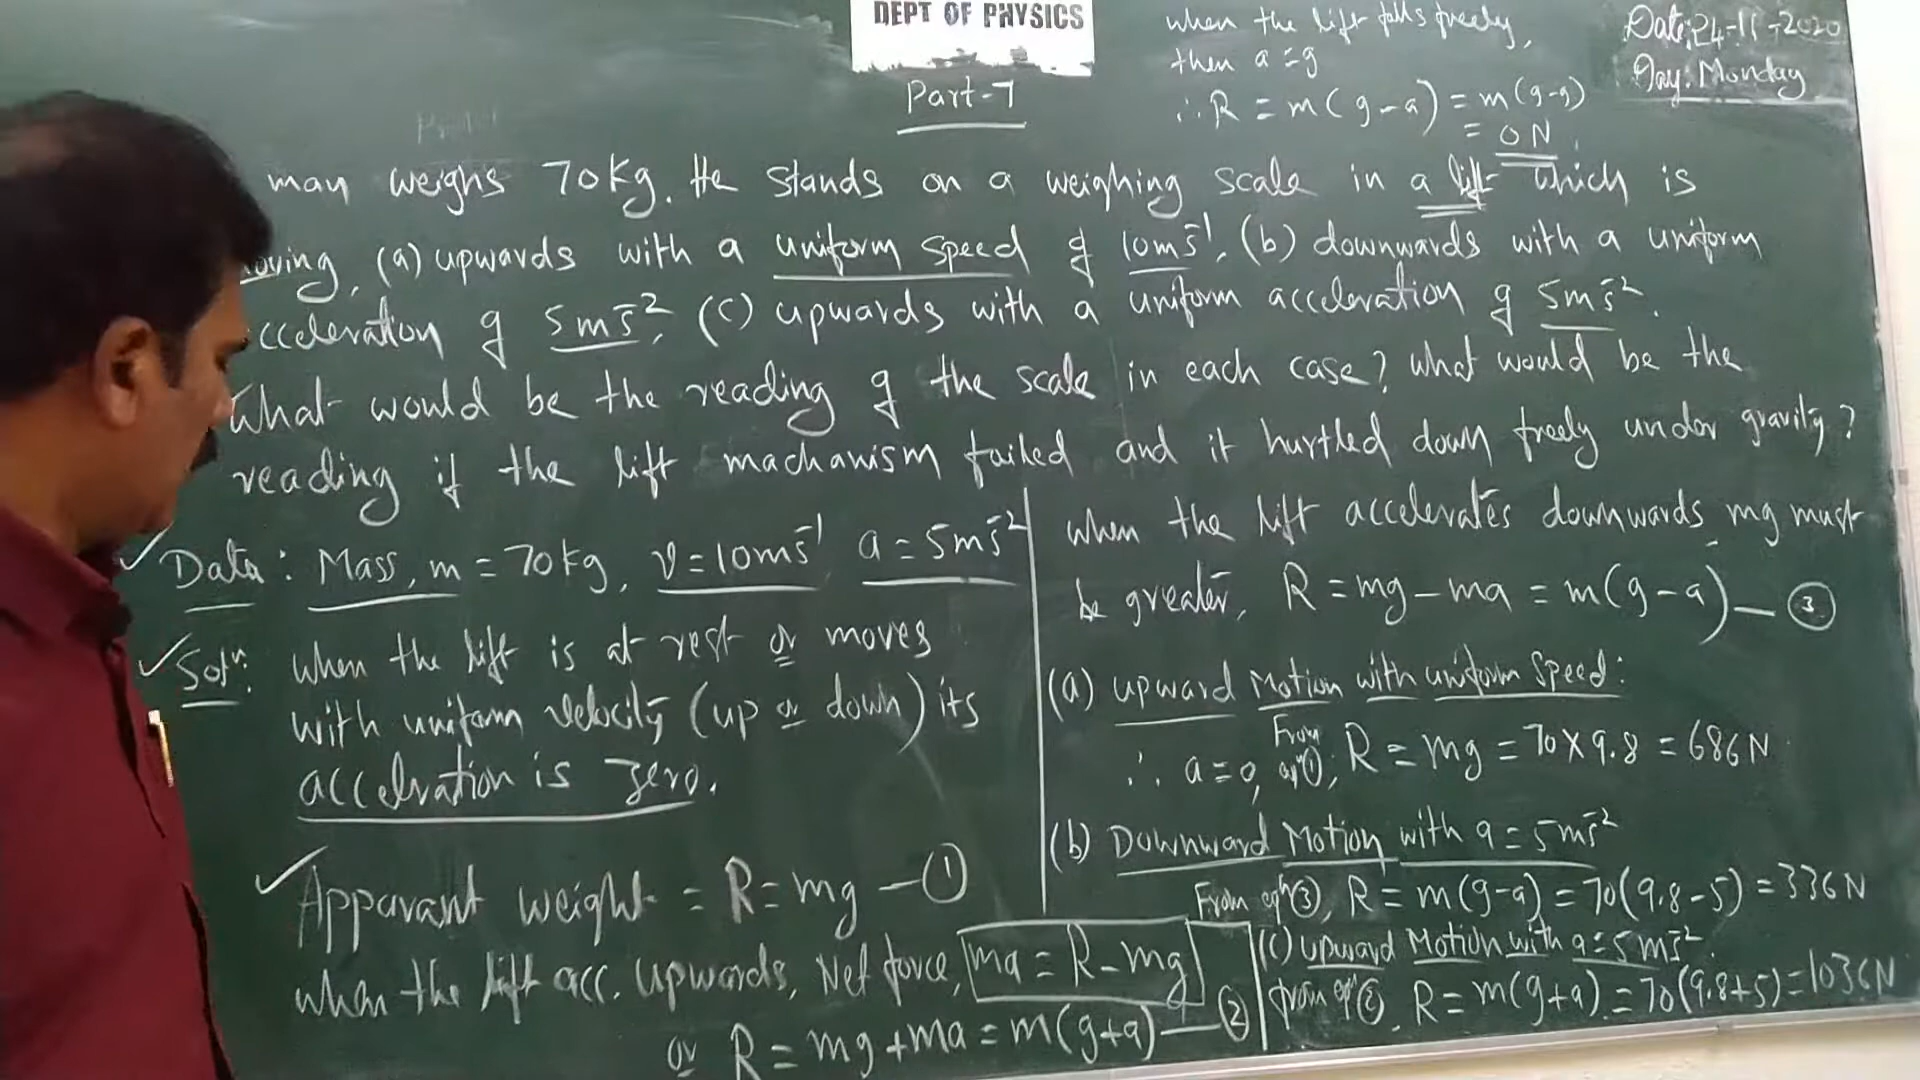 DEPT OF PHYSICS
Part-7
when the lift falls freely,
then a = g
∴ R = m(g-a) = m(g-g)
= 0 N.
Date: 24-11-2020
Day: Monday
man weighs 70kg. He stands on a weighing scale in a lift which is
oving, (a) upwards with a uniform speed of 10ms⁻¹, (b) downwards with a uniform
cceleration of 5ms⁻², (c) upwards with a uniform acceleration of 5ms⁻².
What would be the reading of the scale in each case? What would be the
reading if the lift machanism failed and it hurtled down freely under gravity?
Data: Mass, m = 70kg, v = 10ms⁻¹ a = 5ms⁻²
Solⁿ: When the lift is at rest or moves
with uniform velocity (up or down) its
accelration is zero.
Apparant weight = R = mg — ①
when the lift acc. upwards, Net force, ma = R - mg
or R = mg + ma = m(g+a) — ②
when the lift accelerates downwards mg must
be greater, R = mg - ma = m(g-a) — ③
(a) upward Motion with uniform Speed:
∴ a = 0, From eqⁿ①, R = mg = 70 x 9.8 = 686 N
(b) Downward Motion with a = 5ms⁻²
From eqⁿ③, R = m(g-a) = 70(9.8-5) = 336 N
(c) upward Motion with a = 5ms⁻².
from eqⁿ②, R = m(g+a) = 70(9.8+5) = 1036N